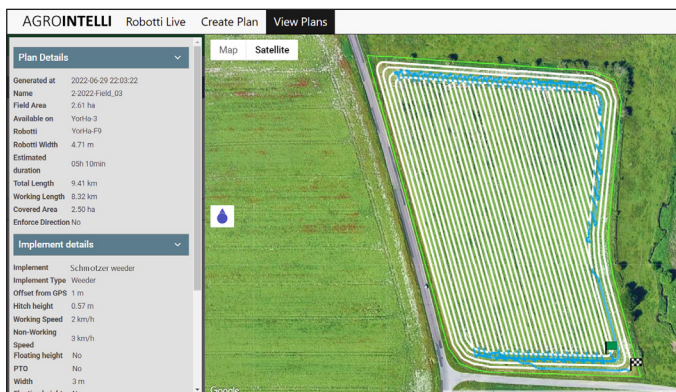 AGROINTELLI Robotti Live Create Plan View Plans
Plan Details
Generated at 2022-06-29 22:03:22
Name 2-2022-Field_03
Field Area 2.61 ha
Available on YorHa-3
Robotti YorHa-F9
Robotti Width 4.71 m
Estimated
duration 05h 10min
Total Length 9.41 km
Working Length 8.32 km
Covered Area 2.50 ha
Enforce Direction No
Implement details
Implement Schmotzer weeder
Implement Type Weeder
Offset from GPS 1 m
Hitch height 0.57 m
Working Speed 2 km/h
Non-Working
Speed 3 km/h
Floating height No
PTO No
Width 3 m
Map Satellite
Google